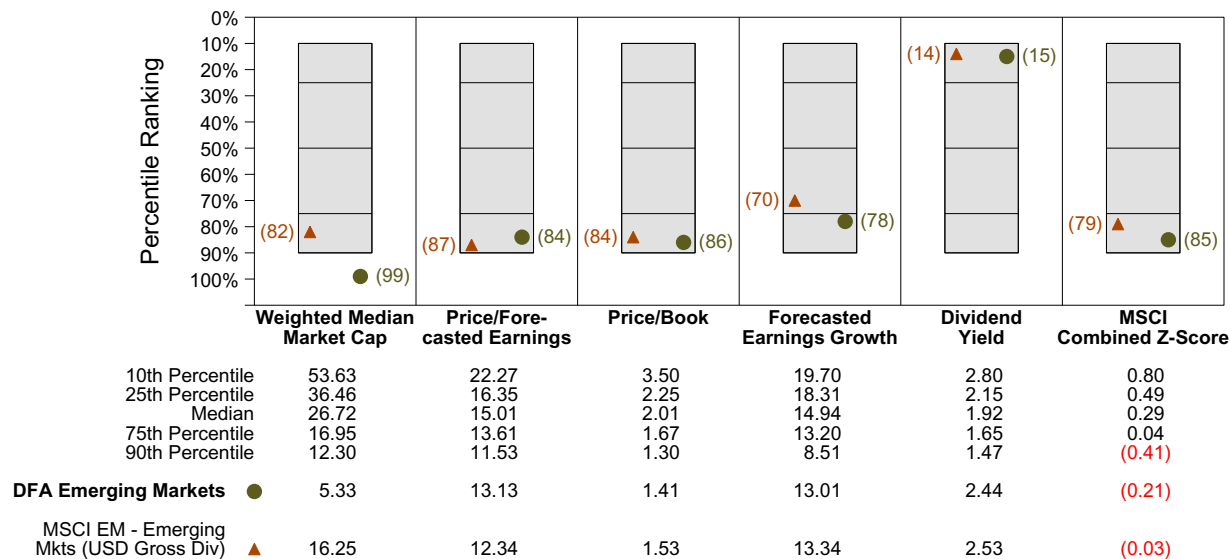 Percentile Ranking
0%
10%
20%
30%
40%
50%
60%
70%
80%
90%
100%
(82)
(99)
(87)
(84)
(84)
(86)
(70)
(78)
(14)
(15)
(79)
(85)
Weighted Median
Market Cap
Price/Fore-
casted Earnings
Price/Book
Forecasted
Earnings Growth
Dividend
Yield
MSCI
Combined Z-Score
10th Percentile 53.63 22.27 3.50 19.70 2.80 0.80
25th Percentile 36.46 16.35 2.25 18.31 2.15 0.49
Median 26.72 15.01 2.01 14.94 1.92 0.29
75th Percentile 16.95 13.61 1.67 13.20 1.65 0.04
90th Percentile 12.30 11.53 1.30 8.51 1.47 (0.41)
DFA Emerging Markets 5.33 13.13 1.41 13.01 2.44 (0.21)
MSCI EM - Emerging
Mkts (USD Gross Div) 16.25 12.34 1.53 13.34 2.53 (0.03)